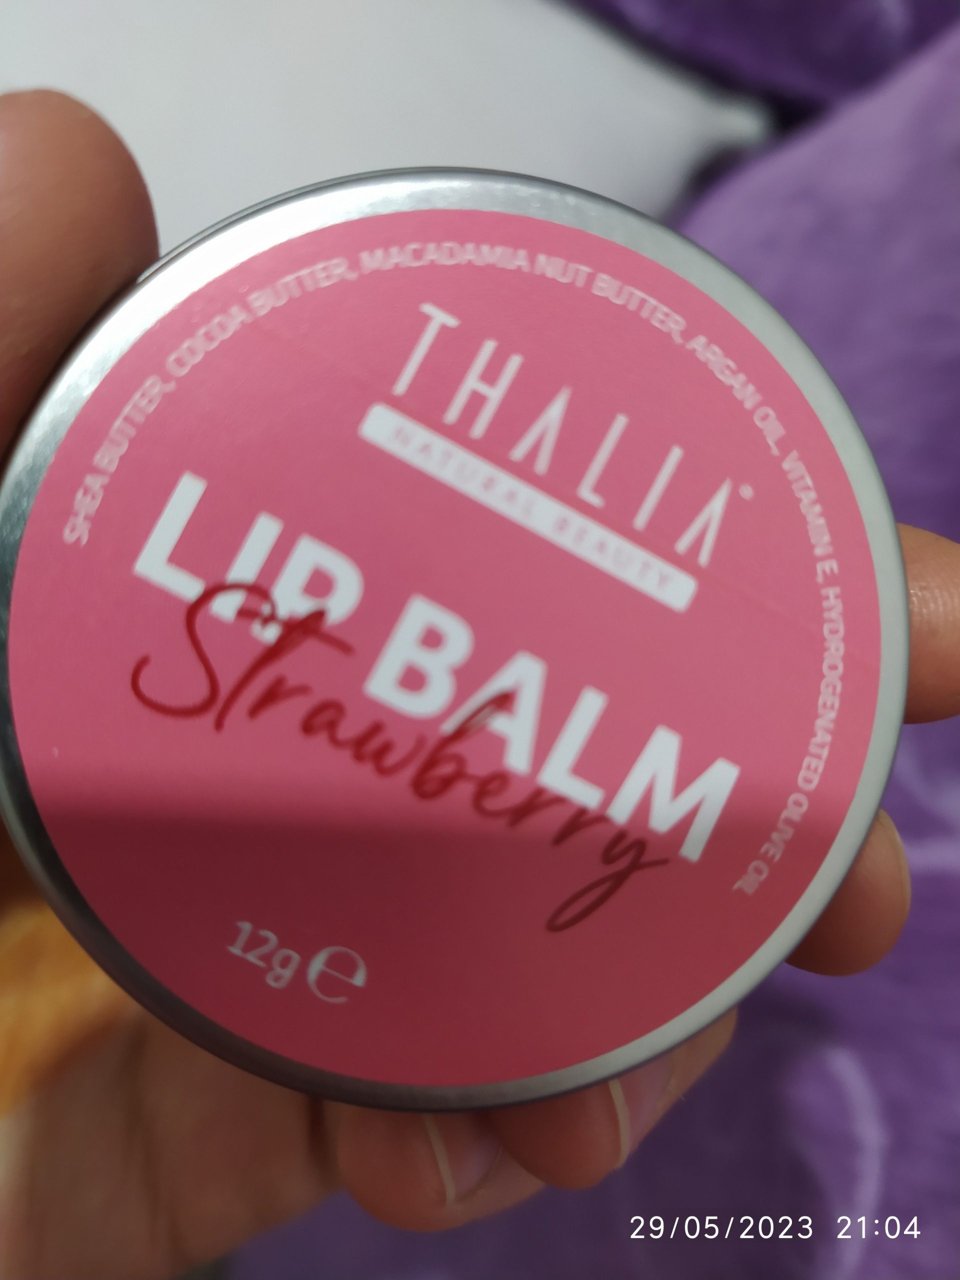 SHEA BUTTER, COCOA BUTTER, MACADAMIA NUT BUTTER, ARGAN OIL, VITAMIN E, HYDROGENATED OLIVE OIL
THALIA®
NATURAL BEAUTY
LIP BALM
Strawberry
12g ℮
29/05/2023 21:04